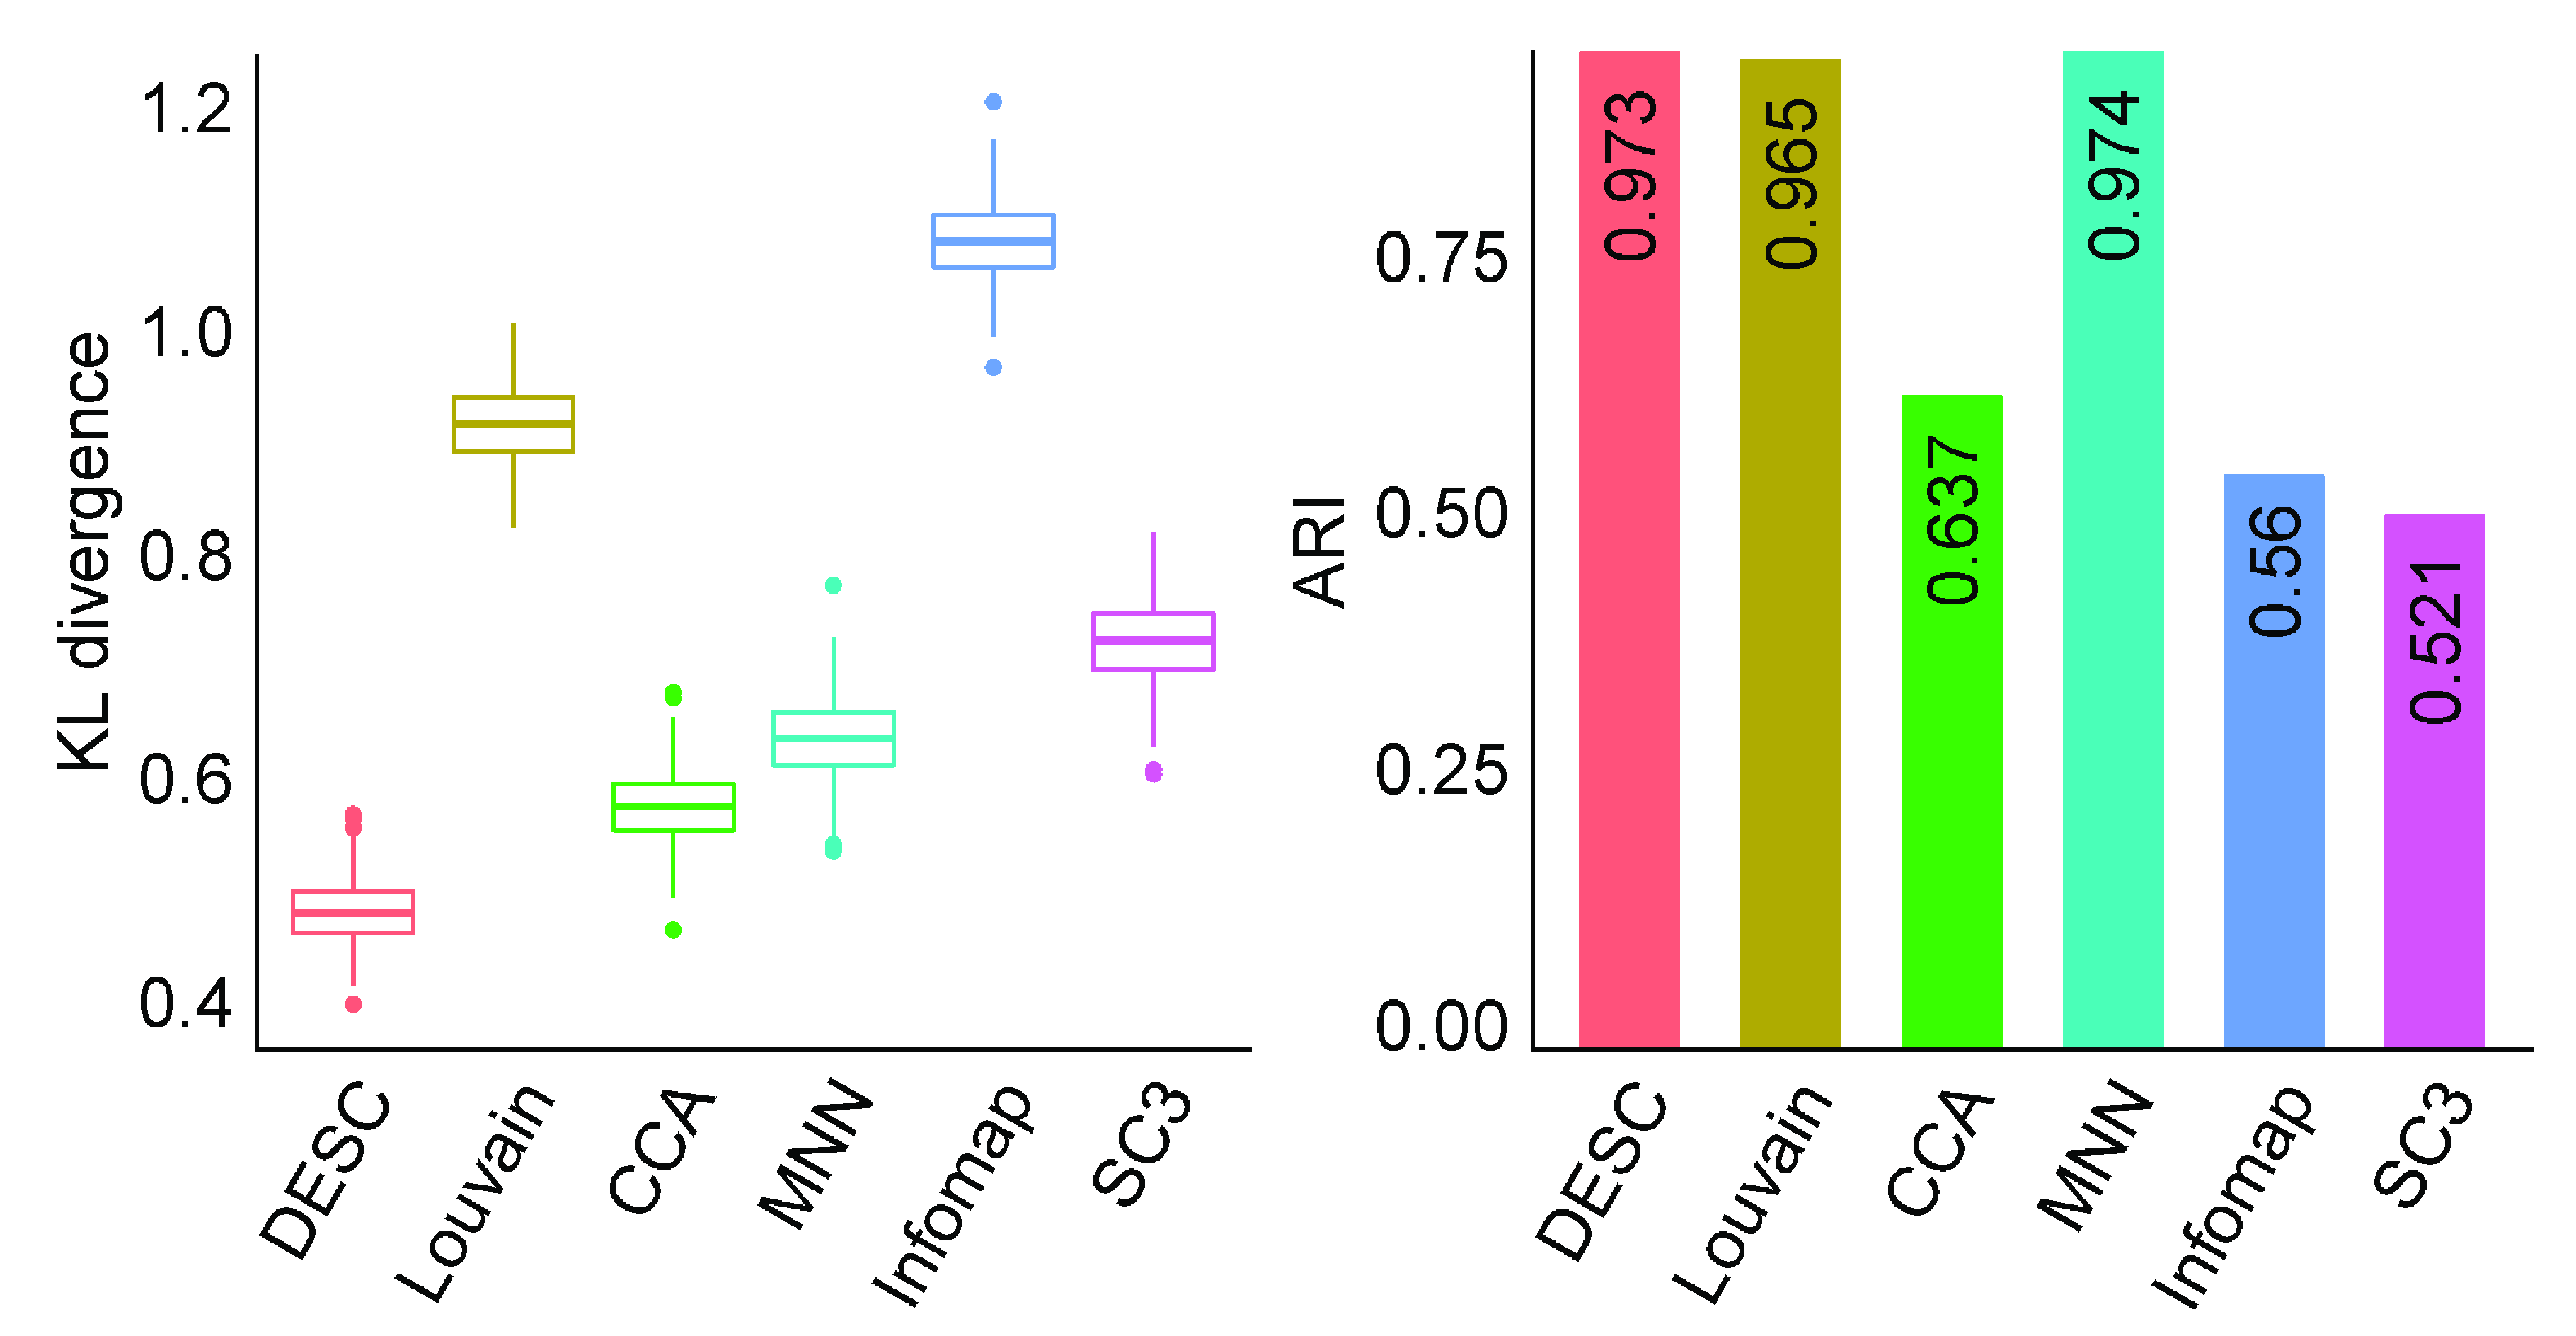 KL divergence
1.2
1.0
0.8
0.6
0.4
DESC
Louvain
CCA
MNN
Infomap
SC3
ARI
0.75
0.50
0.25
0.00
0.973
0.965
0.637
0.974
0.56
0.521
DESC
Louvain
CCA
MNN
Infomap
SC3